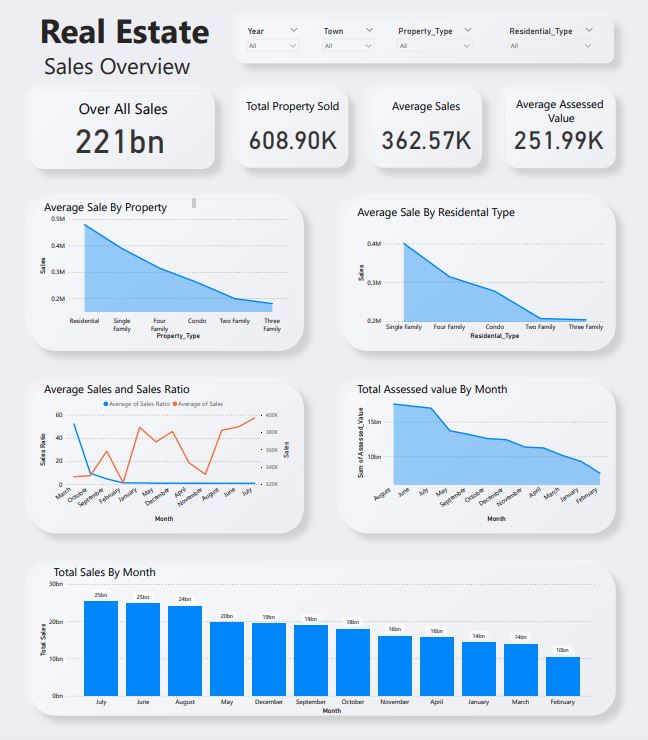 Real Estate
Sales Overview
Year Town Property_Type Residential_Type
All All All All
Over All Sales
221bn
Total Property Sold
608.90K
Average Sales
362.57K
Average Assessed
Value
251.99K
Average Sale By Property
0.5M
0.4M
0.3M
0.2M
Sales
Residential Single Family Four Family Condo Two Family Three Family
Property_Type
Average Sale By Residential Type
0.4M
0.3M
0.2M
Sales
Single Family Four Family Condo Two Family Three Family
Residential_Type
Average Sales and Sales Ratio
Average of Sales Ratio Average of Sales
60
40
20
0
Sales Ratio
400K
380K
360K
340K
320K
Sales
March October September February January May December April November August June July
Month
Total Assessed value By Month
15bn
10bn
Sum of Assessed_Value
August June July May September October December November April March January February
Month
Total Sales By Month
30bn
20bn
10bn
0bn
Total Sales
25bn 25bn 24bn 20bn 19bn 19bn 18bn 16bn 16bn 14bn 14bn 10bn
July June August May December September October November April January March February
Month